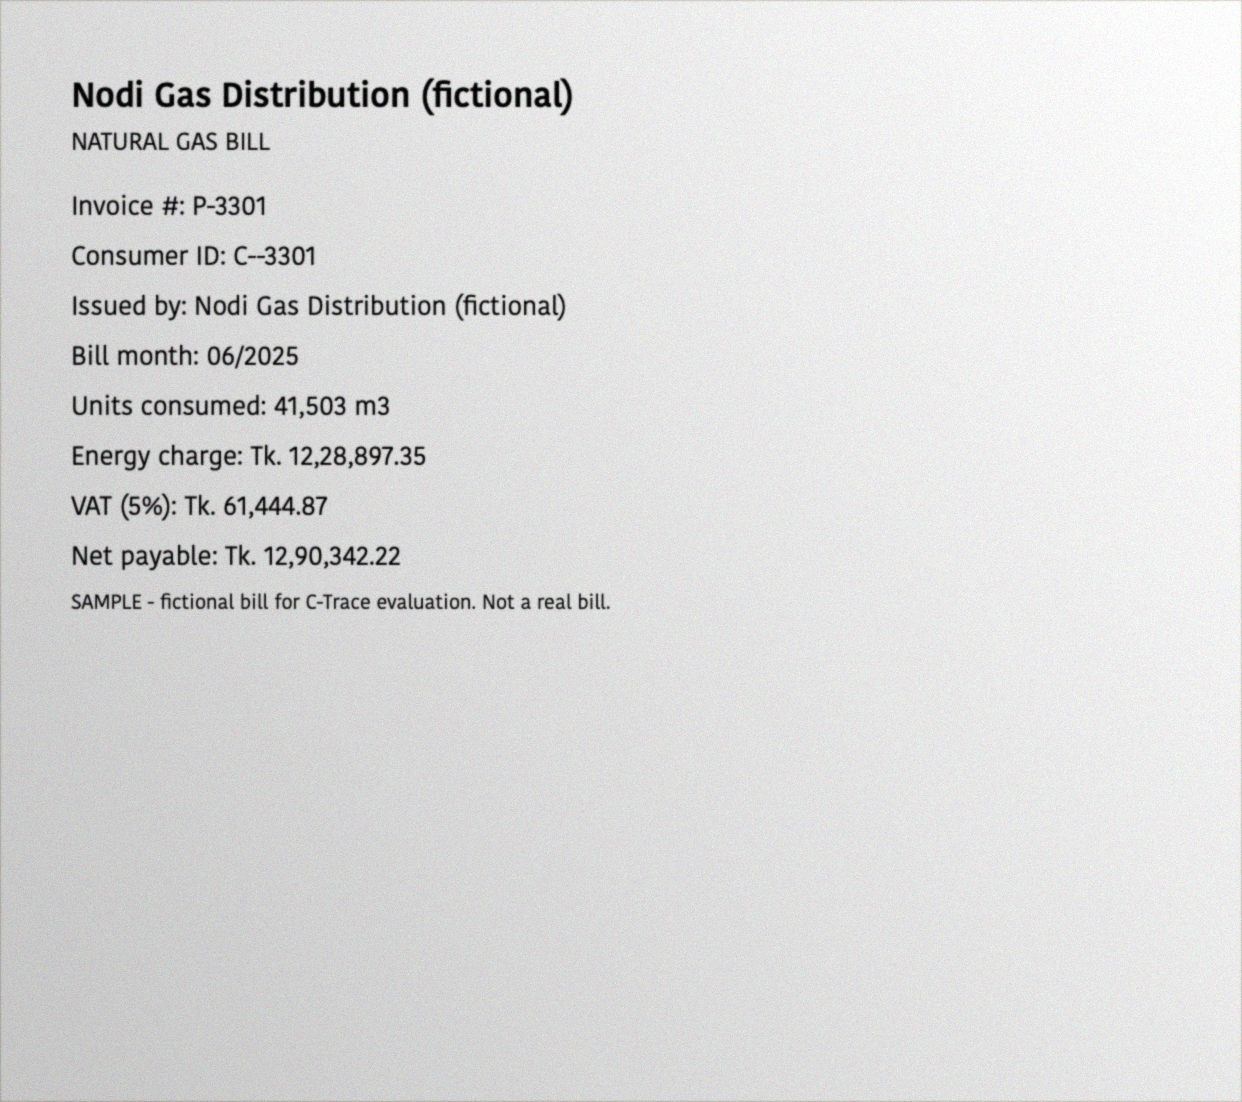 Nodi Gas Distribution (fictional)
NATURAL GAS BILL
Invoice #: P-3301
Consumer ID: C--3301
Issued by: Nodi Gas Distribution (fictional)
Bill month: 06/2025
Units consumed: 41,503 m3
Energy charge: Tk. 12,28,897.35
VAT (5%): Tk. 61,444.87
Net payable: Tk. 12,90,342.22
SAMPLE - fictional bill for C-Trace evaluation. Not a real bill.